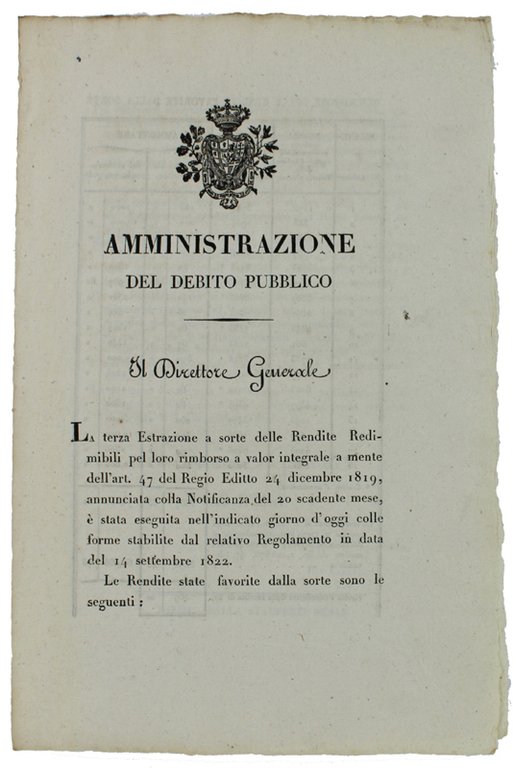 AMMINISTRAZIONE
DEL DEBITO PUBBLICO
Il Direttore Generale
LA terza Estrazione a sorte delle Rendite Redi-
mibili pel loro rimborso a valor integrale a mente
dell'art. 47 del Regio Editto 24 dicembre 1819,
annunciata colla Notificanza del 20 scadente mese,
è stata eseguita nell'indicato giorno d'oggi colle
forme stabilite dal relativo Regolamento in data
del 14 settembre 1822.
Le Rendite state favorite dalla sorte sono le
seguenti :